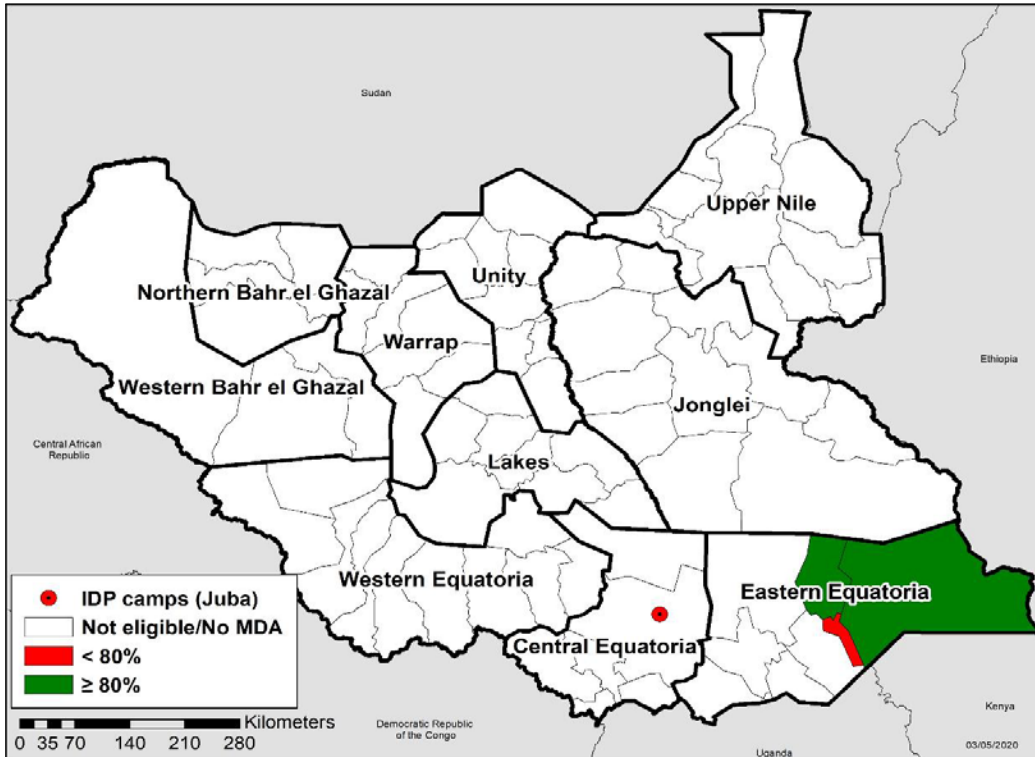 Sudan
Upper Nile
Unity
Northern Bahr el Ghazal
Warrap
Ethiopia
Western Bahr el Ghazal
Jonglei
Central African
Republic
Lakes
Western Equatoria
Eastern Equatoria
Central Equatoria
IDP camps (Juba)
Not eligible/No MDA
< 80%
≥ 80%
Kilometers
0 35 70 140 210 280
Democratic Republic
of the Congo
Uganda
Kenya
03/05/2020